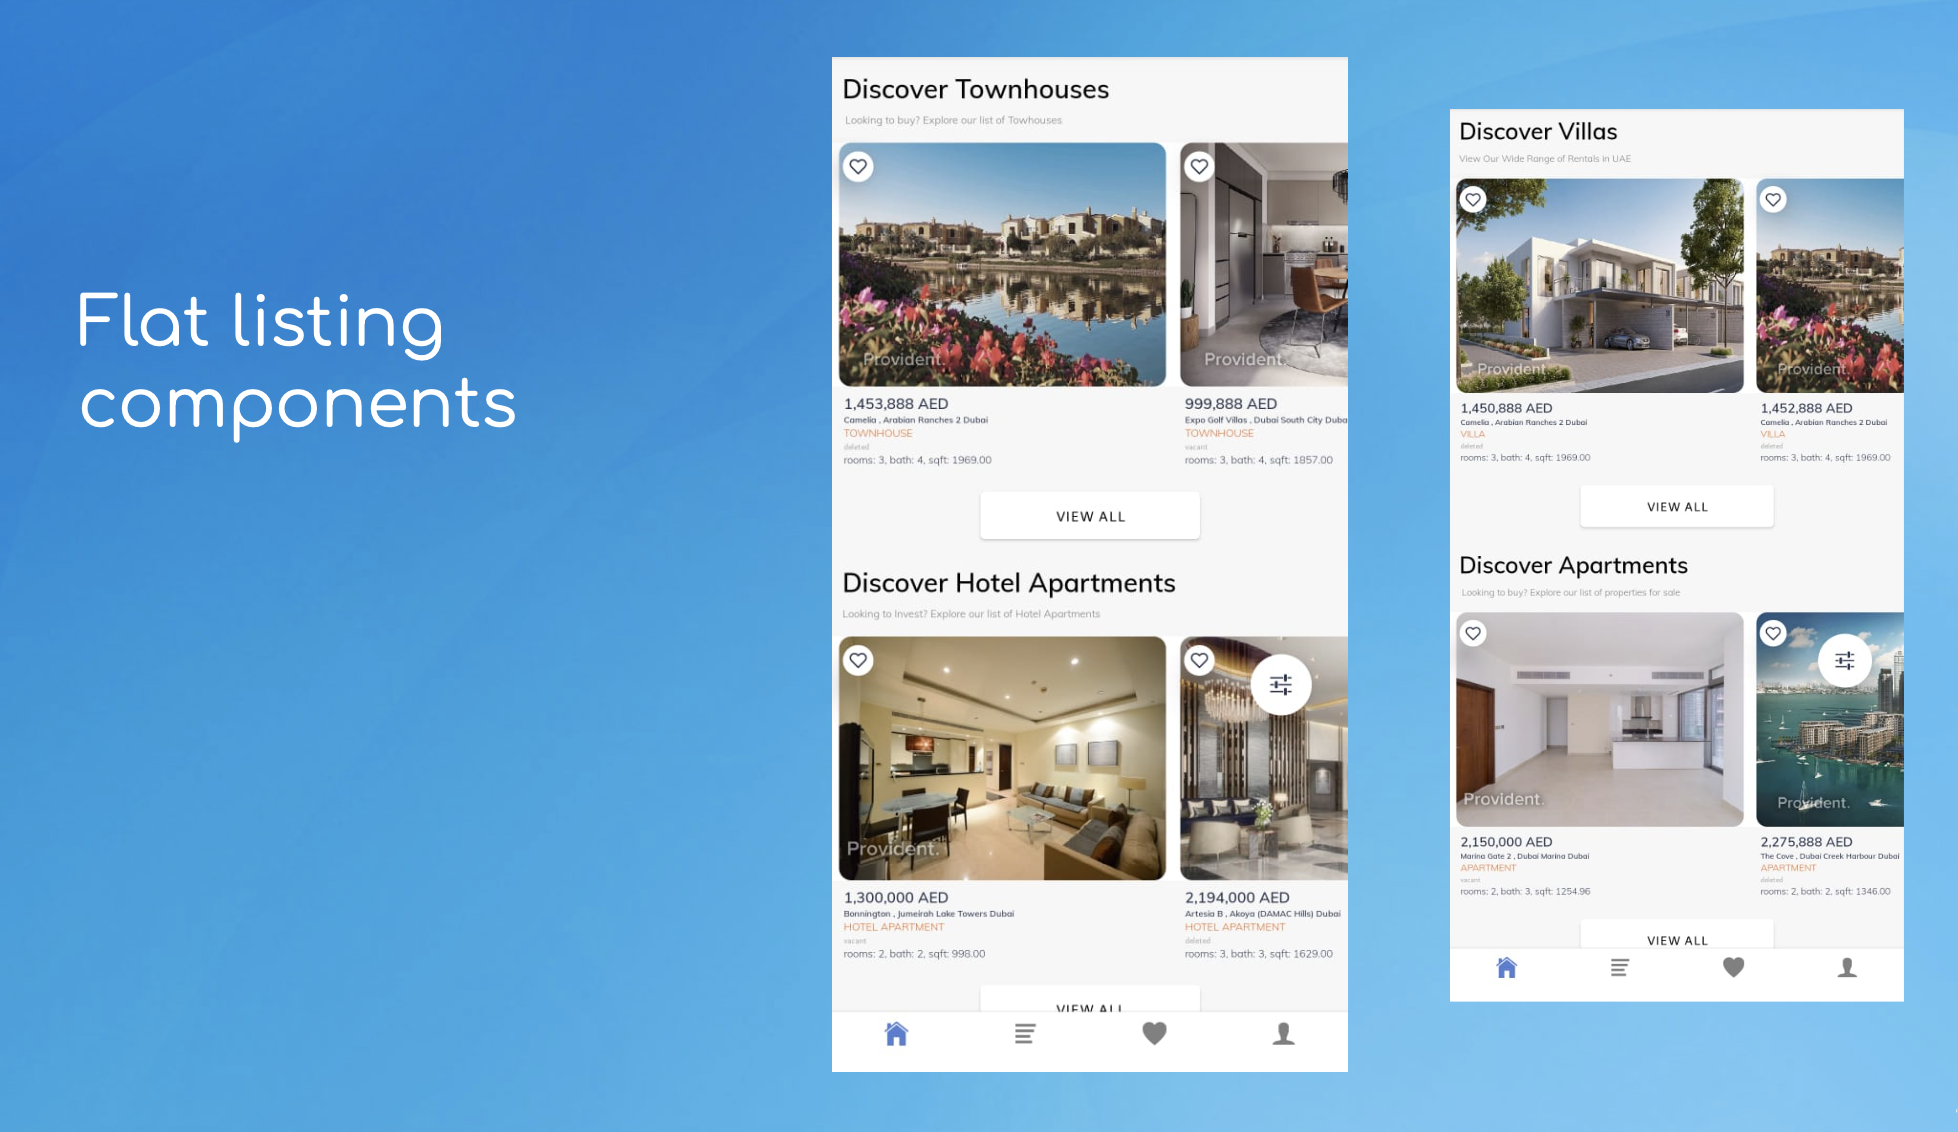 Flat listing
components
Discover Townhouses
Looking to buy? Explore our list of Towhouses
Provident.
Provident.
1,453,888 AED
Camelia , Arabian Ranches 2 Dubai
TOWNHOUSE
deleted
rooms: 3, bath: 4, sqft: 1969.00
999,888 AED
Expo Golf Villas , Dubai South City Duba
TOWNHOUSE
vacant
rooms: 3, bath: 4, sqft: 1857.00
VIEW ALL
Discover Hotel Apartments
Looking to Invest? Explore our list of Hotel Apartments
Provident.
1,300,000 AED
Bonnington , Jumeirah Lake Towers Dubai
HOTEL APARTMENT
vacant
rooms: 2, bath: 2, sqft: 998.00
2,194,000 AED
Artesia B , Akoya (DAMAC Hills) Dubai
HOTEL APARTMENT
deleted
rooms: 3, bath: 3, sqft: 1629.00
VIEW ALL
Discover Villas
View Our Wide Range of Rentals in UAE
Provident.
Provident.
1,450,888 AED
Camelia , Arabian Ranches 2 Dubai
VILLA
deleted
rooms: 3, bath: 4, sqft: 1969.00
1,452,888 AED
Camelia , Arabian Ranches 2 Dubai
VILLA
deleted
rooms: 3, bath: 4, sqft: 1969.00
VIEW ALL
Discover Apartments
Looking to buy? Explore our list of properties for sale
Provident.
Provident.
2,150,000 AED
Marina Gate 2 , Dubai Marina Dubai
APARTMENT
vacant
rooms: 2, bath: 3, sqft: 1254.96
2,275,888 AED
The Cove , Dubai Creek Harbour Dubai
APARTMENT
deleted
rooms: 2, bath: 2, sqft: 1346.00
VIEW ALL